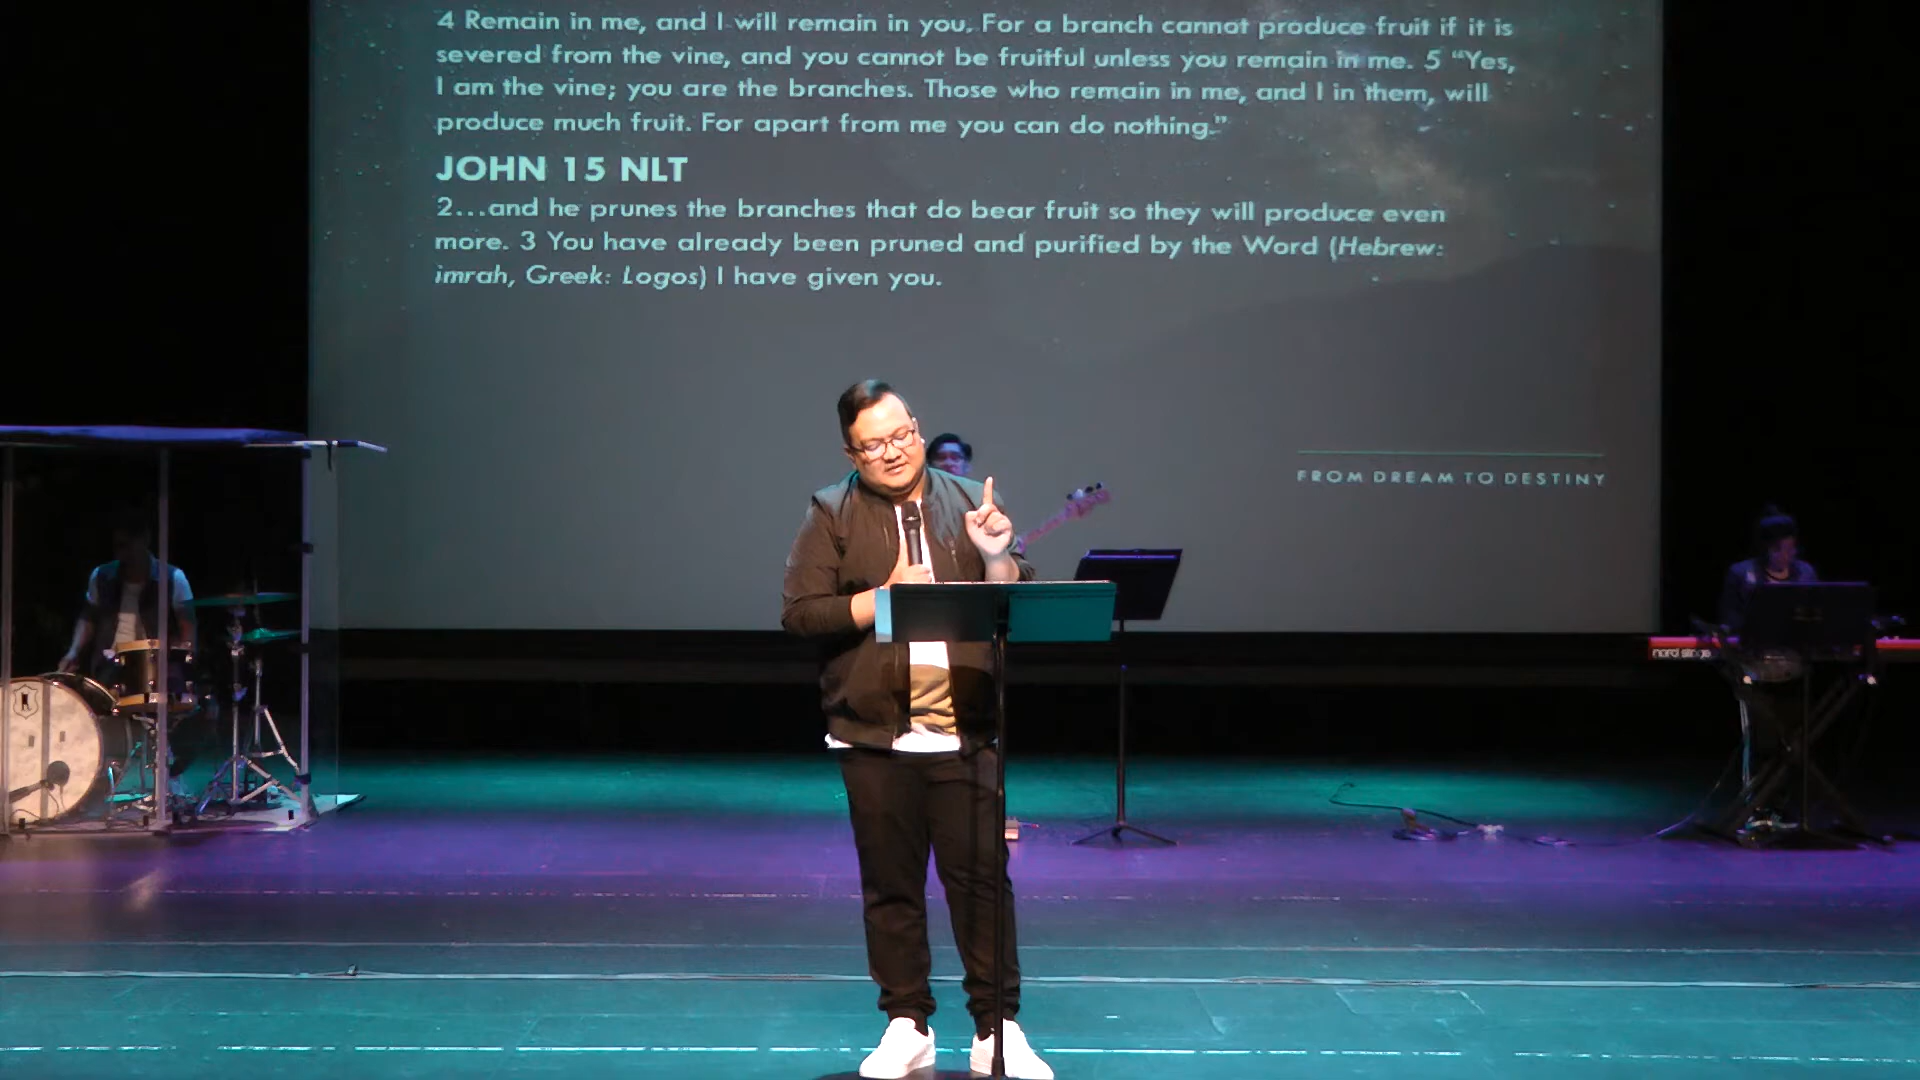 4 Remain in me, and I will remain in you. For a branch cannot produce fruit if it is
severed from the vine, and you cannot be fruitful unless you remain in me. 5 “Yes,
I am the vine; you are the branches. Those who remain in me, and I in them, will
produce much fruit. For apart from me you can do nothing.”
JOHN 15 NLT
2...and he prunes the branches that do bear fruit so they will produce even
more. 3 You have already been pruned and purified by the Word (Hebrew:
imrah, Greek: Logos) I have given you.
FROM DREAM TO DESTINY
nord stage